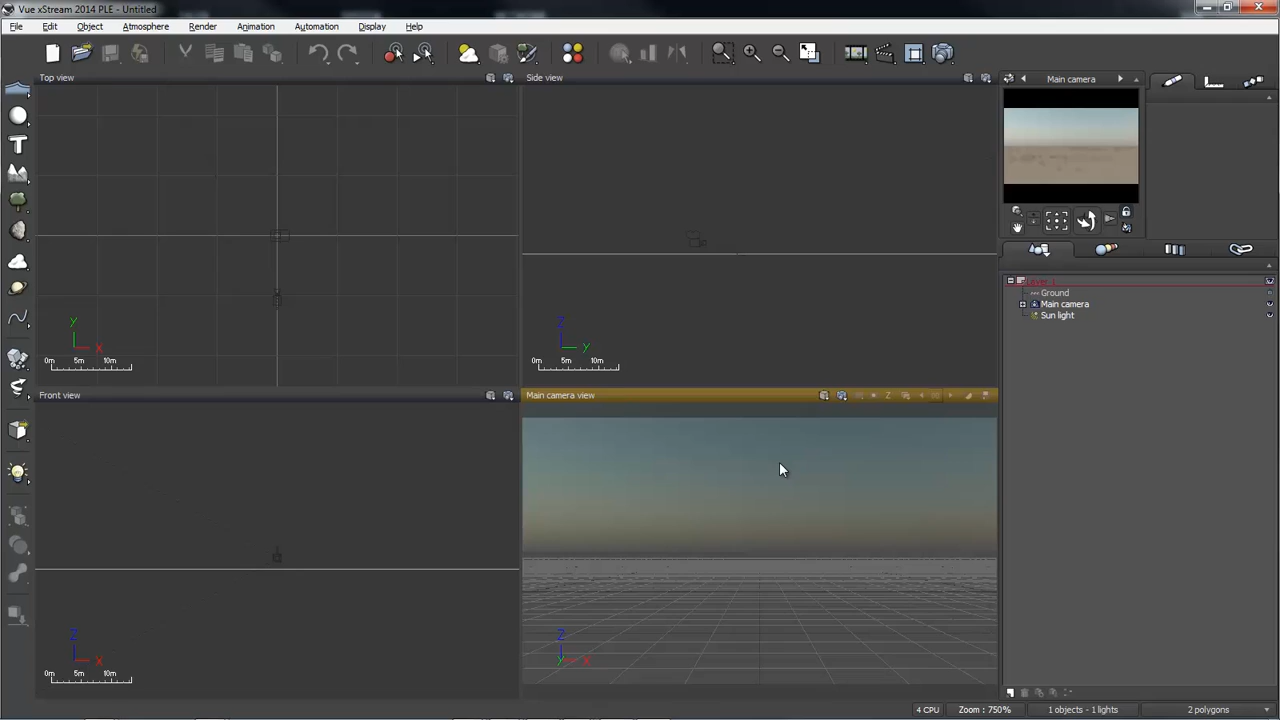 Vue xStream 2014 PLE - Untitled
File Edit Object Atmosphere Render Animation Automation Display Help
Top view
Side view
Main camera
Y
X
0m 5m 10m
Z
Y
0m 5m 10m
Layer 1
Ground
Main camera
Sun light
Front view
Main camera view
Z
X
0m 5m 10m
Z
Y X
4 CPU Zoom : 750% 1 objects - 1 lights 2 polygons